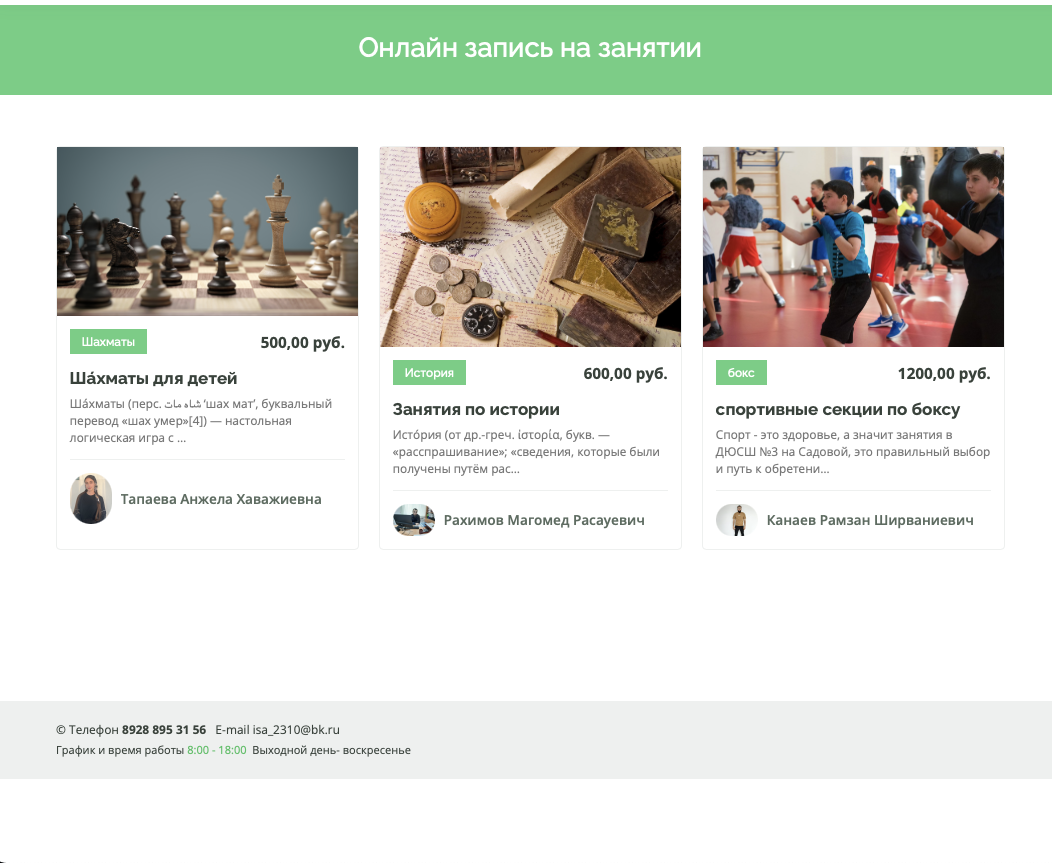 Онлайн запись на занятии
Шахматы
500,00 руб.
Ша́хматы для детей
Ша́хматы (перс. شاه مات ‘шах мат’, буквальный
перевод «шах умер»[4]) — настольная
логическая игра с ...
Тапаева Анжела Хаважиевна
История
600,00 руб.
Занятия по истории
Исто́рия (от др.-греч. ἱστορία, букв. —
«расспрашивание»; «сведения, которые были
получены путём рас...
Рахимов Магомед Расауевич
бокс
1200,00 руб.
спортивные секции по боксу
Спорт - это здоровье, а значит занятия в
ДЮСШ №3 на Садовой, это правильный выбор
и путь к обретени...
Канаев Рамзан Ширваниевич
© Телефон 8928 895 31 56 E-mail isa_2310@bk.ru
График и время работы 8:00 - 18:00 Выходной день- воскресенье